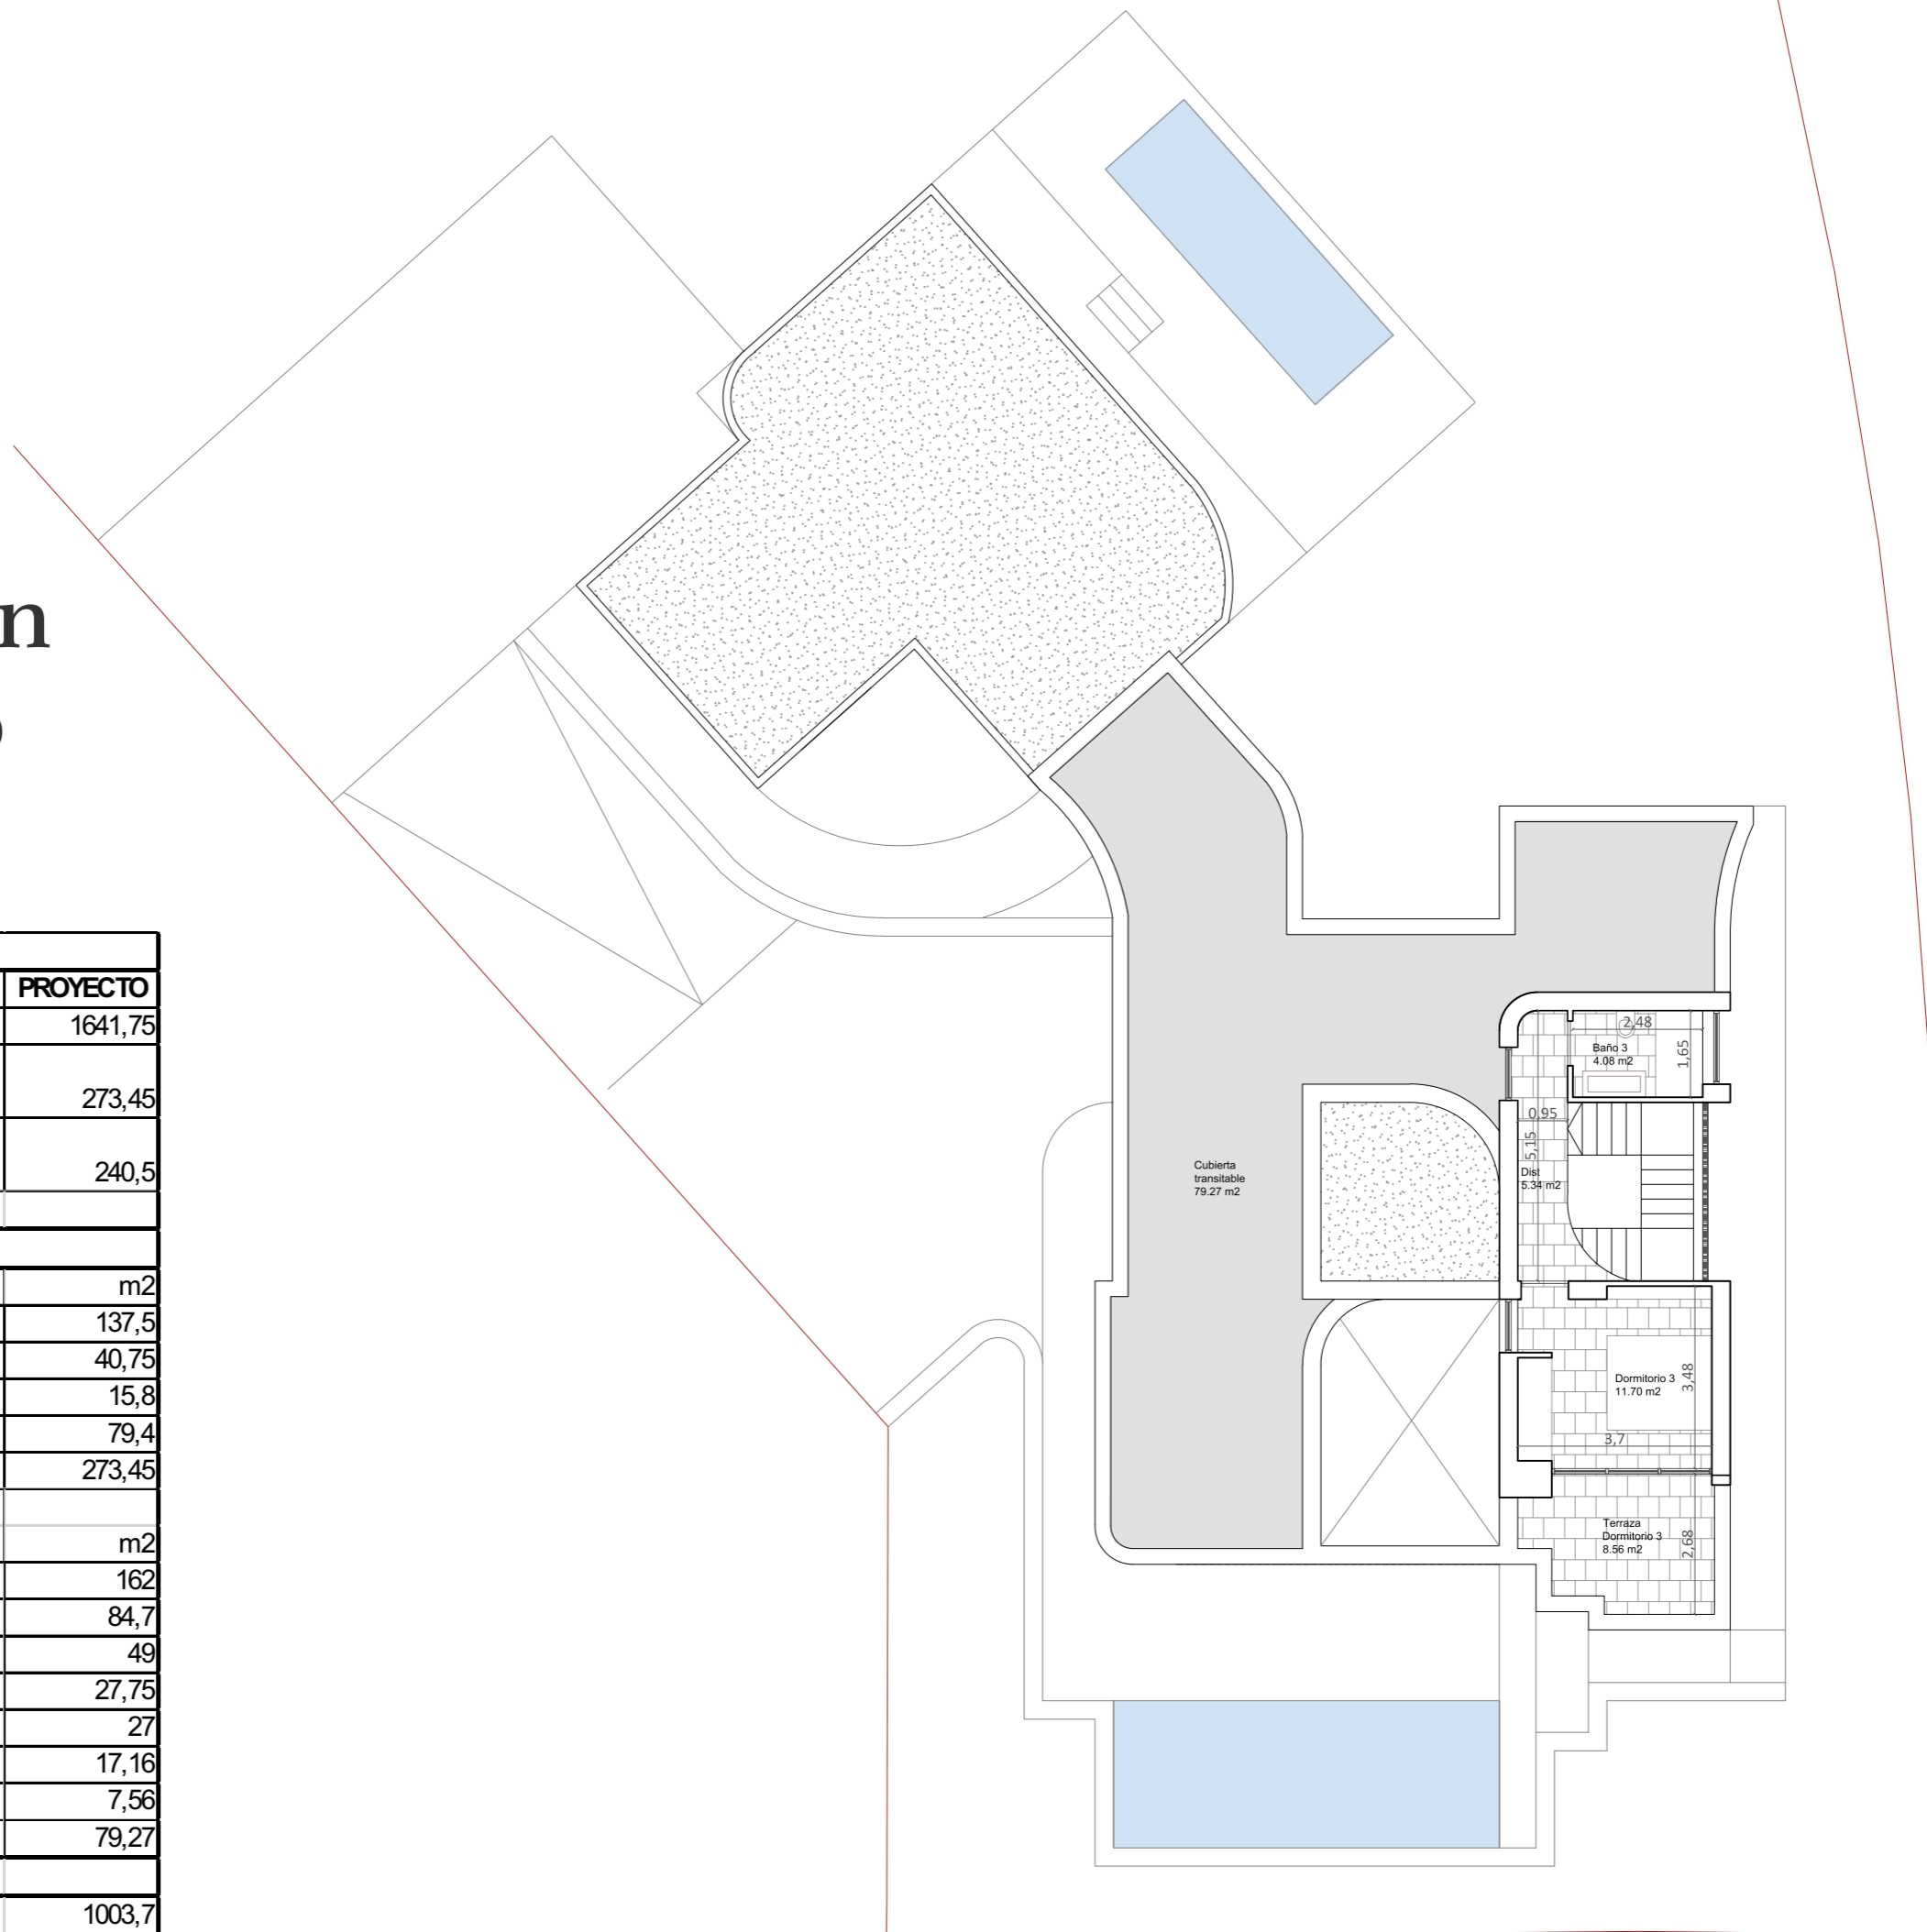 n
PROYECTO
1641,75
273,45
240,5
m2
137,5
40,75
15,8
79,4
273,45
m2
162
84,7
49
27,75
27
17,16
7,56
79,27
1003,7
2,48
Baño 3
4.08 m2
1,65
0,95
5,15
Dist
5.34 m2
Cubierta
transitable
79.27 m2
Dormitorio 3
11.70 m2
3,48
3,7
Terraza
Dormitorio 3
8.56 m2
2,68